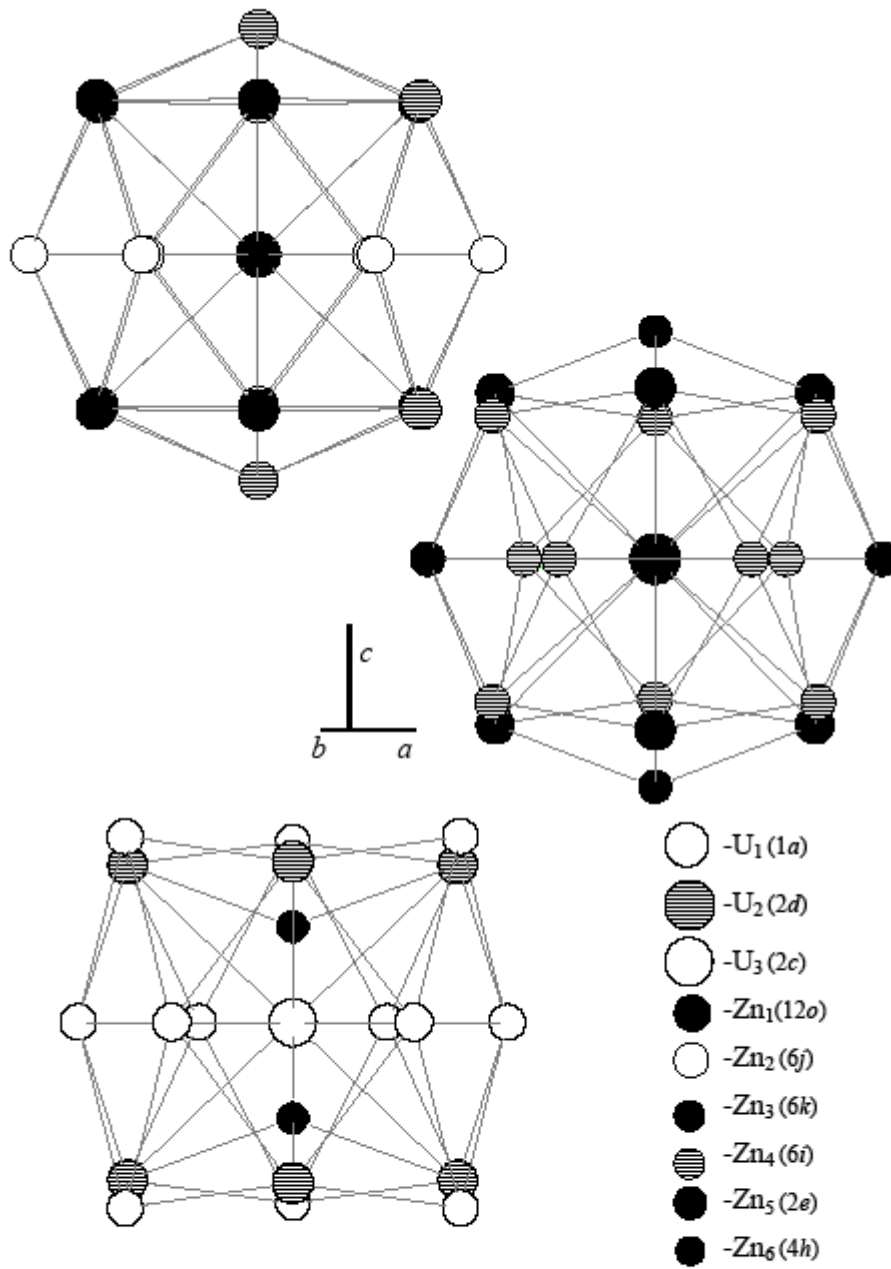 c
b a
-U₁ (1a)
-U₂ (2d)
-U₃ (2c)
-Zn₁(12o)
-Zn₂ (6j)
-Zn₃ (6k)
-Zn₄ (6i)
-Zn₅ (2e)
-Zn₆ (4h)